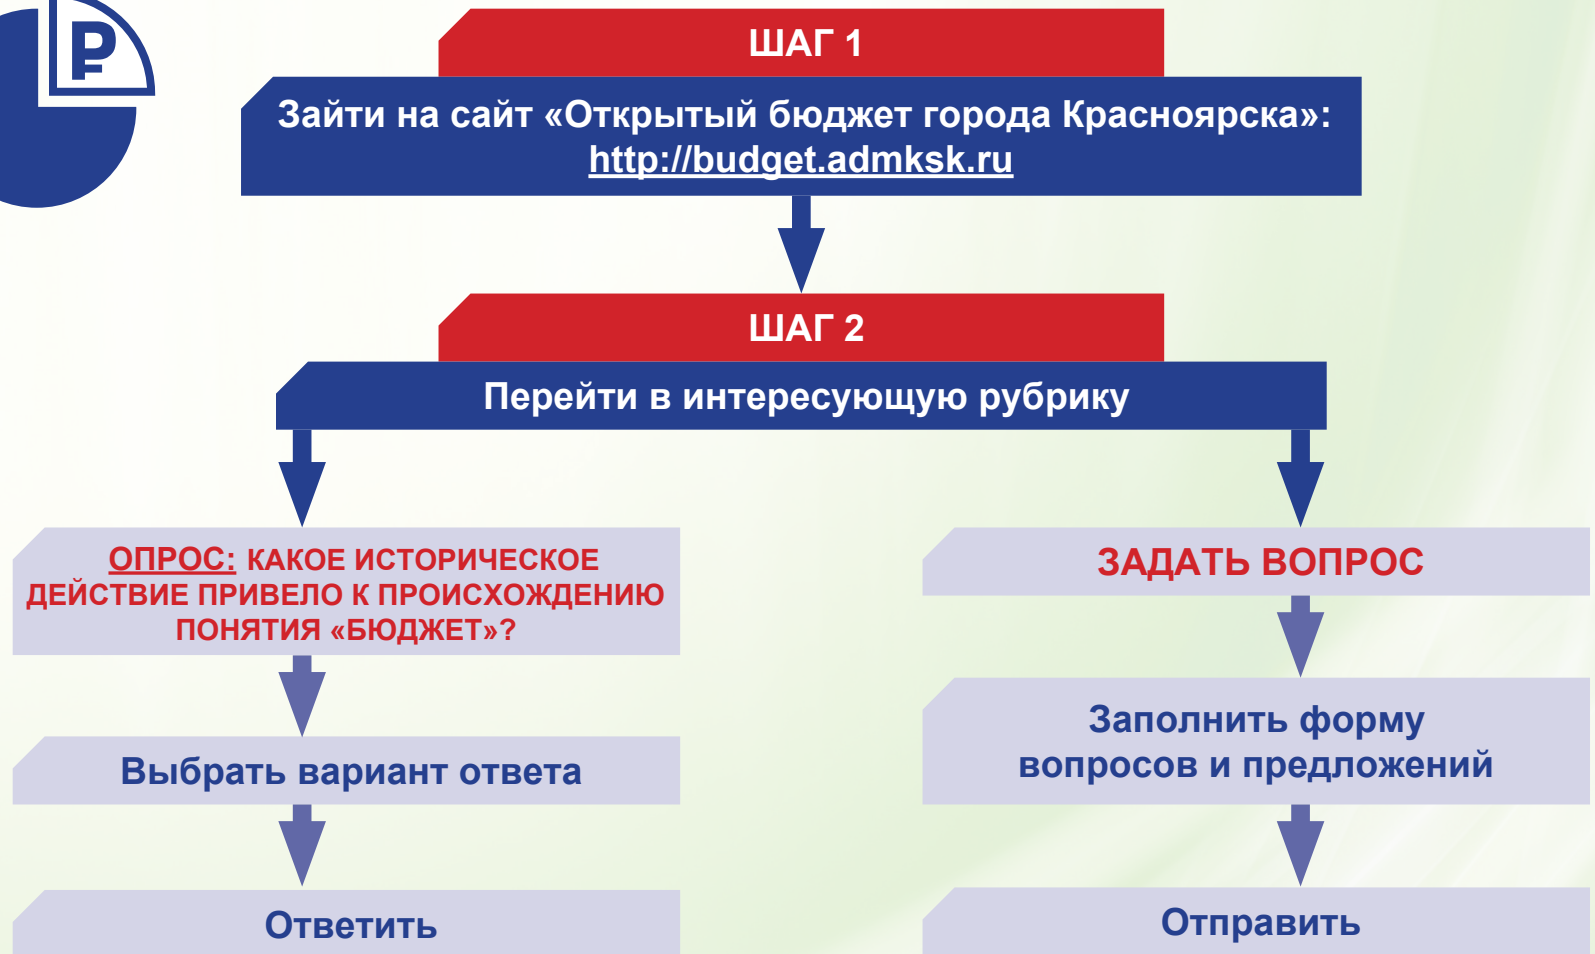 ШАГ 1
Зайти на сайт «Открытый бюджет города Красноярска»:
http://budget.admksk.ru
ШАГ 2
Перейти в интересующую рубрику
ОПРОС: КАКОЕ ИСТОРИЧЕСКОЕ
ДЕЙСТВИЕ ПРИВЕЛО К ПРОИСХОЖДЕНИЮ
ПОНЯТИЯ «БЮДЖЕТ»?
Выбрать вариант ответа
Ответить
ЗАДАТЬ ВОПРОС
Заполнить форму
вопросов и предложений
Отправить